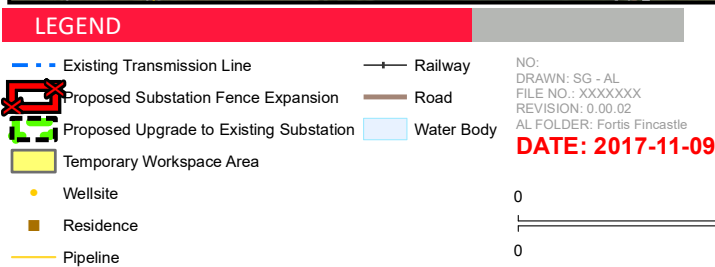 LEGEND
Existing Transmission Line
Proposed Substation Fence Expansion
Proposed Upgrade to Existing Substation
Temporary Workspace Area
Wellsite
Residence
Pipeline
Railway
Road
Water Body
NO:
DRAWN: SG - AL
FILE NO.: XXXXXXX
REVISION: 0.00.02
AL FOLDER: Fortis Fincastle
DATE: 2017-11-09
0
0